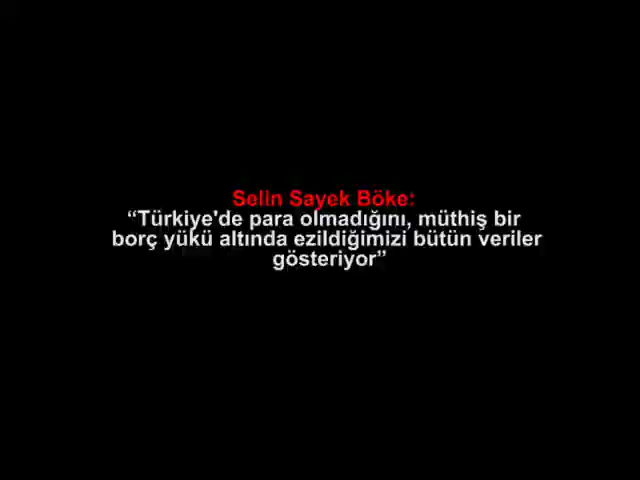 Selin Sayek Böke:
“Türkiye'de para olmadığını, müthiş bir
borç yükü altında ezildiğimizi bütün veriler
gösteriyor”